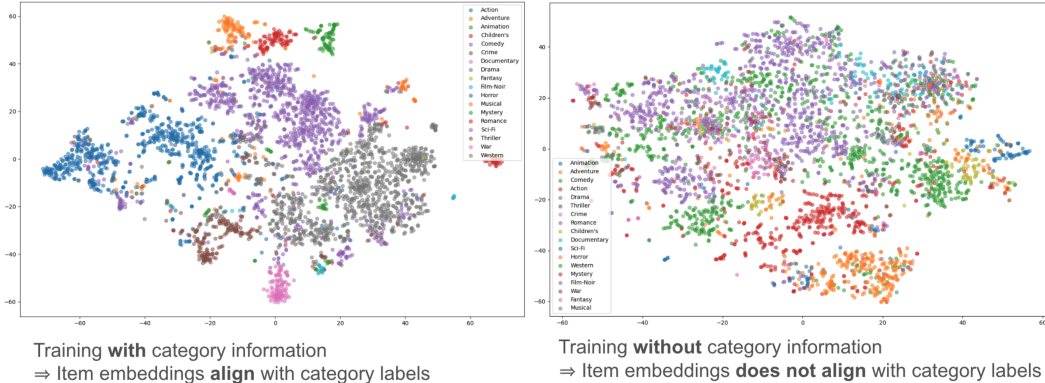 60
40
20
0
−20
−40
−60
−60
−40
−20
0
20
40
60
Action
Adventure
Animation
Children's
Comedy
Crime
Documentary
Drama
Fantasy
Film-Noir
Horror
Musical
Mystery
Romance
Sci-Fi
Thriller
War
Western
Training with category information
⇒ Item embeddings align with category labels
40
20
0
−20
−40
−60
−60
−40
−20
0
20
40
60
Animation
Adventure
Comedy
Action
Drama
Thriller
Crime
Romance
Children's
Documentary
Sci-Fi
Horror
Western
Mystery
Film-Noir
War
Fantasy
Musical
Training without category information
⇒ Item embeddings does not align with category labels